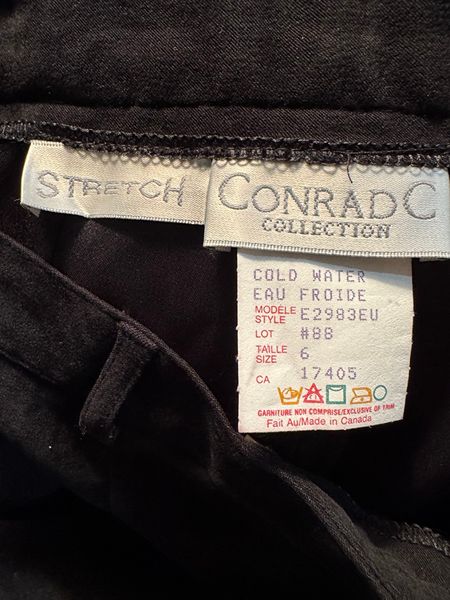 STRETCH
CONRAD C
COLLECTION
COLD WATER
EAU FROIDE
MODÈLE
STYLE E2983EU
LOT #88
TAILLE
SIZE 6
CA 17405
GARNITURE NON COMPRISE/EXCLUSIVE OF TRIM
Fait Au/Made in Canada